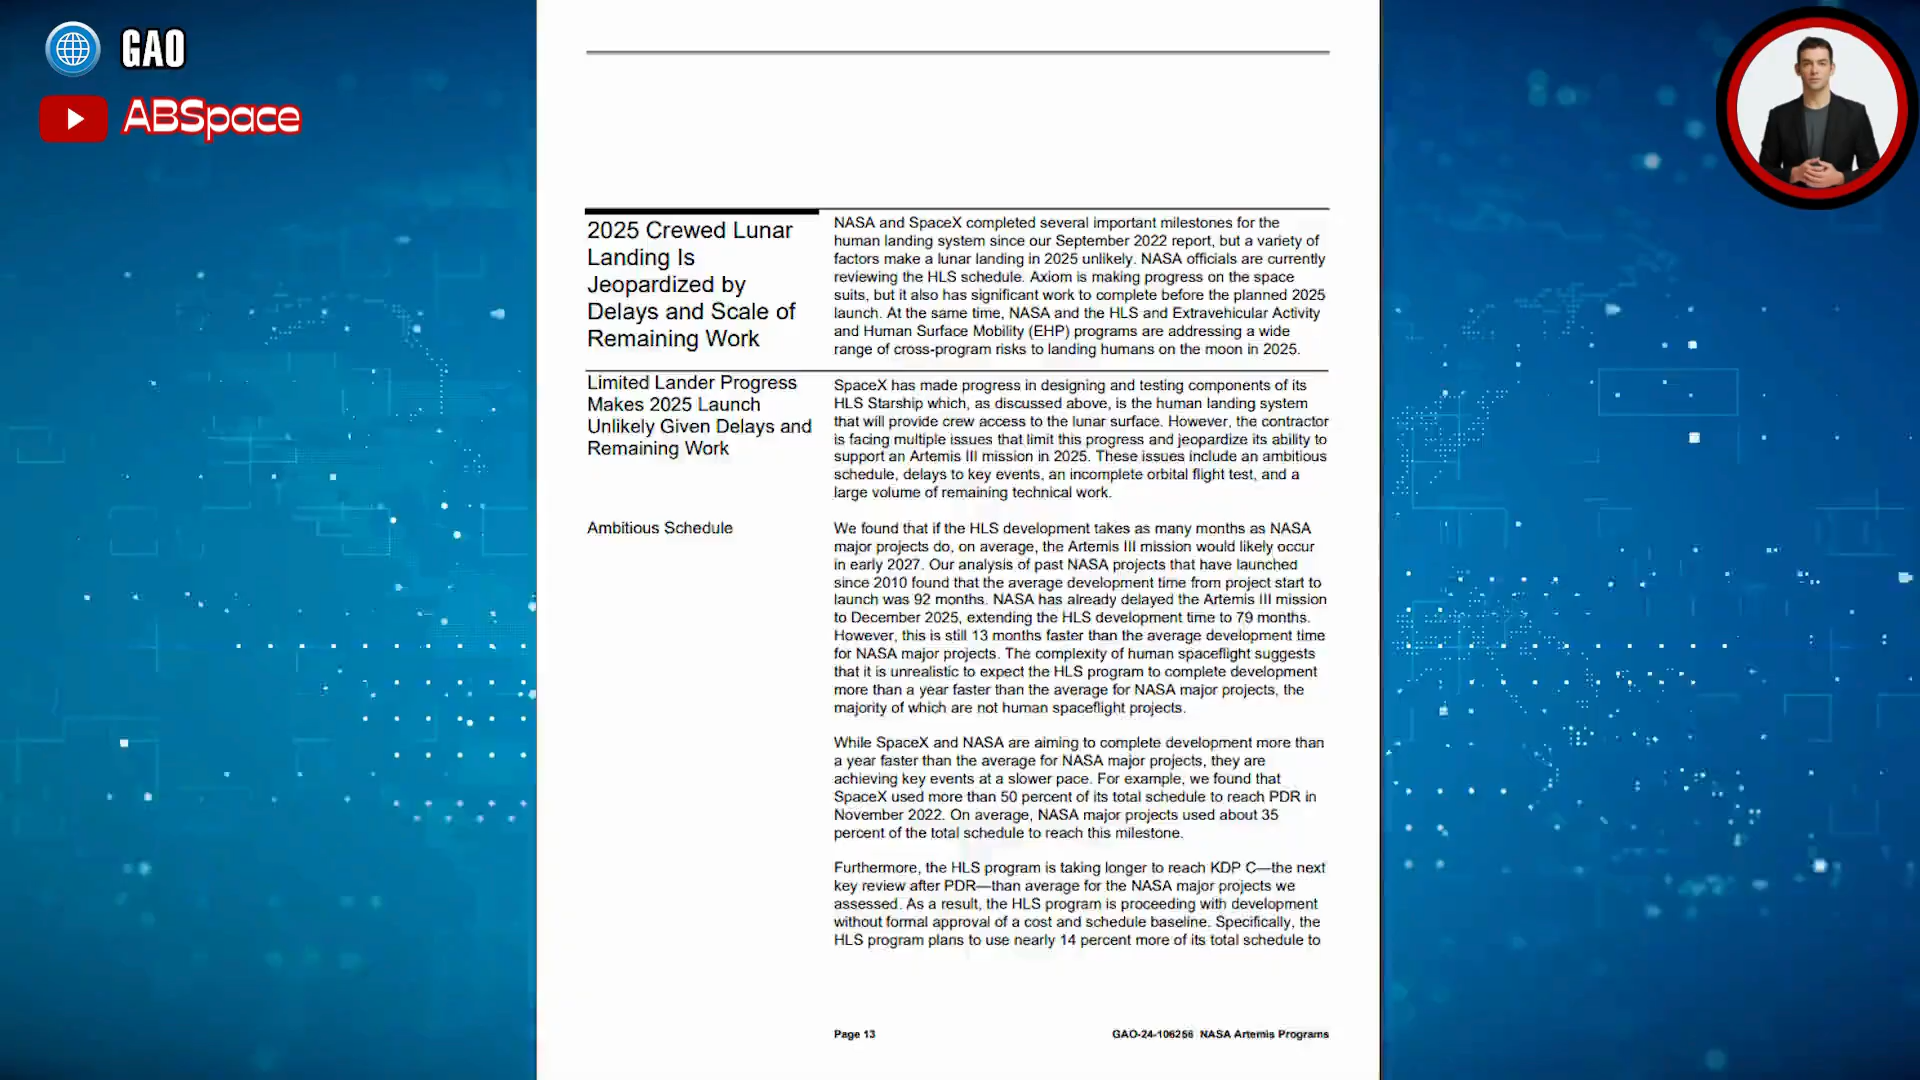 GAO
ABSpace
2025 Crewed Lunar
Landing Is
Jeopardized by
Delays and Scale of
Remaining Work
NASA and SpaceX completed several important milestones for the
human landing system since our September 2022 report, but a variety of
factors make a lunar landing in 2025 unlikely. NASA officials are currently
reviewing the HLS schedule. Axiom is making progress on the space
suits, but it also has significant work to complete before the planned 2025
launch. At the same time, NASA and the HLS and Extravehicular Activity
and Human Surface Mobility (EHP) programs are addressing a wide
range of cross-program risks to landing humans on the moon in 2025.
Limited Lander Progress
Makes 2025 Launch
Unlikely Given Delays and
Remaining Work
SpaceX has made progress in designing and testing components of its
HLS Starship which, as discussed above, is the human landing system
that will provide crew access to the lunar surface. However, the contractor
is facing multiple issues that limit this progress and jeopardize its ability to
support an Artemis III mission in 2025. These issues include an ambitious
schedule, delays to key events, an incomplete orbital flight test, and a
large volume of remaining technical work.
Ambitious Schedule
We found that if the HLS development takes as many months as NASA
major projects do, on average, the Artemis III mission would likely occur
in early 2027. Our analysis of past NASA projects that have launched
since 2010 found that the average development time from project start to
launch was 92 months. NASA has already delayed the Artemis III mission
to December 2025, extending the HLS development time to 79 months.
However, this is still 13 months faster than the average development time
for NASA major projects. The complexity of human spaceflight suggests
that it is unrealistic to expect the HLS program to complete development
more than a year faster than the average for NASA major projects, the
majority of which are not human spaceflight projects.
While SpaceX and NASA are aiming to complete development more than
a year faster than the average for NASA major projects, they are
achieving key events at a slower pace. For example, we found that
SpaceX used more than 50 percent of its total schedule to reach PDR in
November 2022. On average, NASA major projects used about 35
percent of the total schedule to reach this milestone.
Furthermore, the HLS program is taking longer to reach KDP C—the next
key review after PDR—than average for the NASA major projects we
assessed. As a result, the HLS program is proceeding with development
without formal approval of a cost and schedule baseline. Specifically, the
HLS program plans to use nearly 14 percent more of its total schedule to
Page 13
GAO-24-106256 NASA Artemis Programs